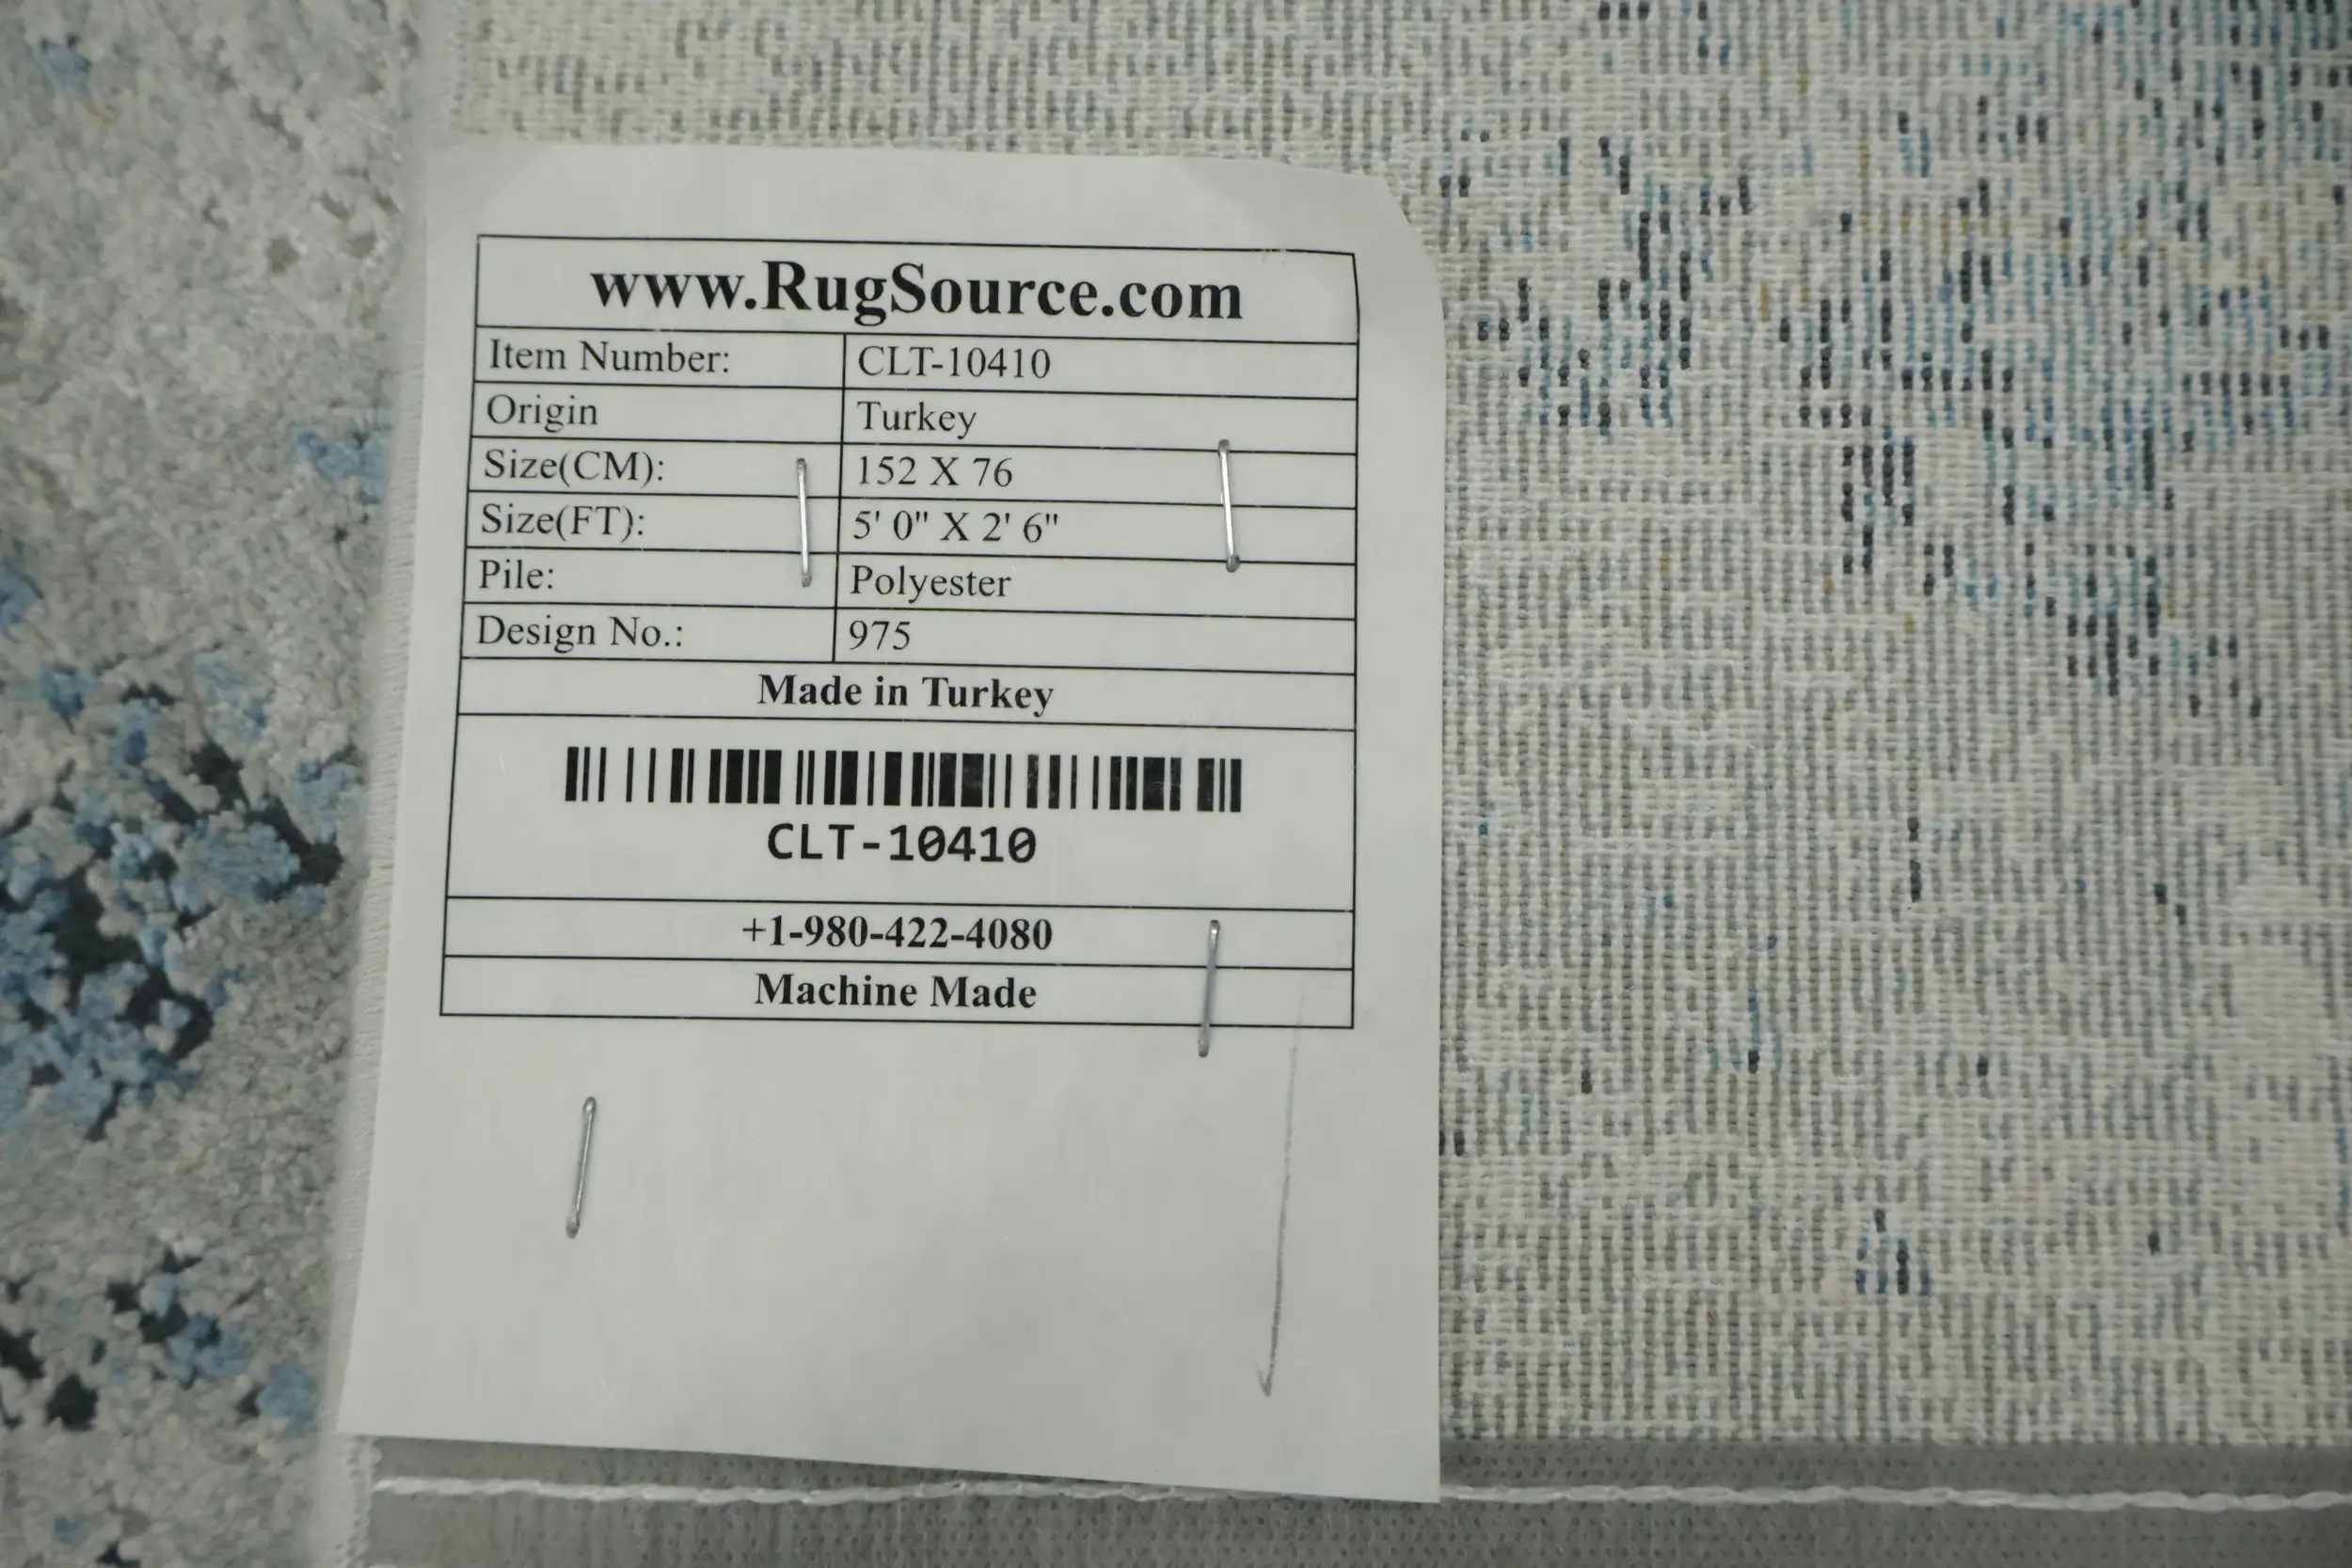 www.RugSource.com
Item Number: CLT-10410
Origin Turkey
Size(CM): 152 X 76
Size(FT): 5' 0" X 2' 6"
Pile: Polyester
Design No.: 975
Made in Turkey
CLT-10410
+1-980-422-4080
Machine Made